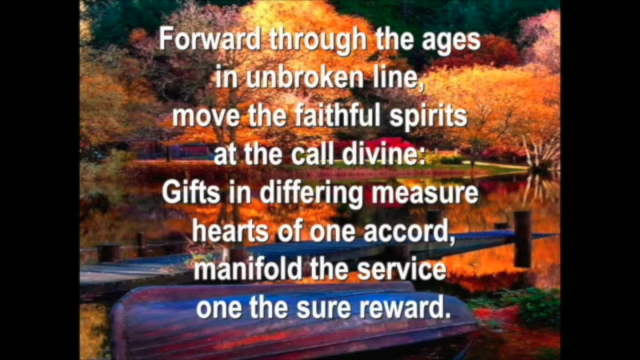 Forward through the ages
in unbroken line,
move the faithful spirits
at the call divine:
Gifts in differing measure
hearts of one accord,
manifold the service
one the sure reward.